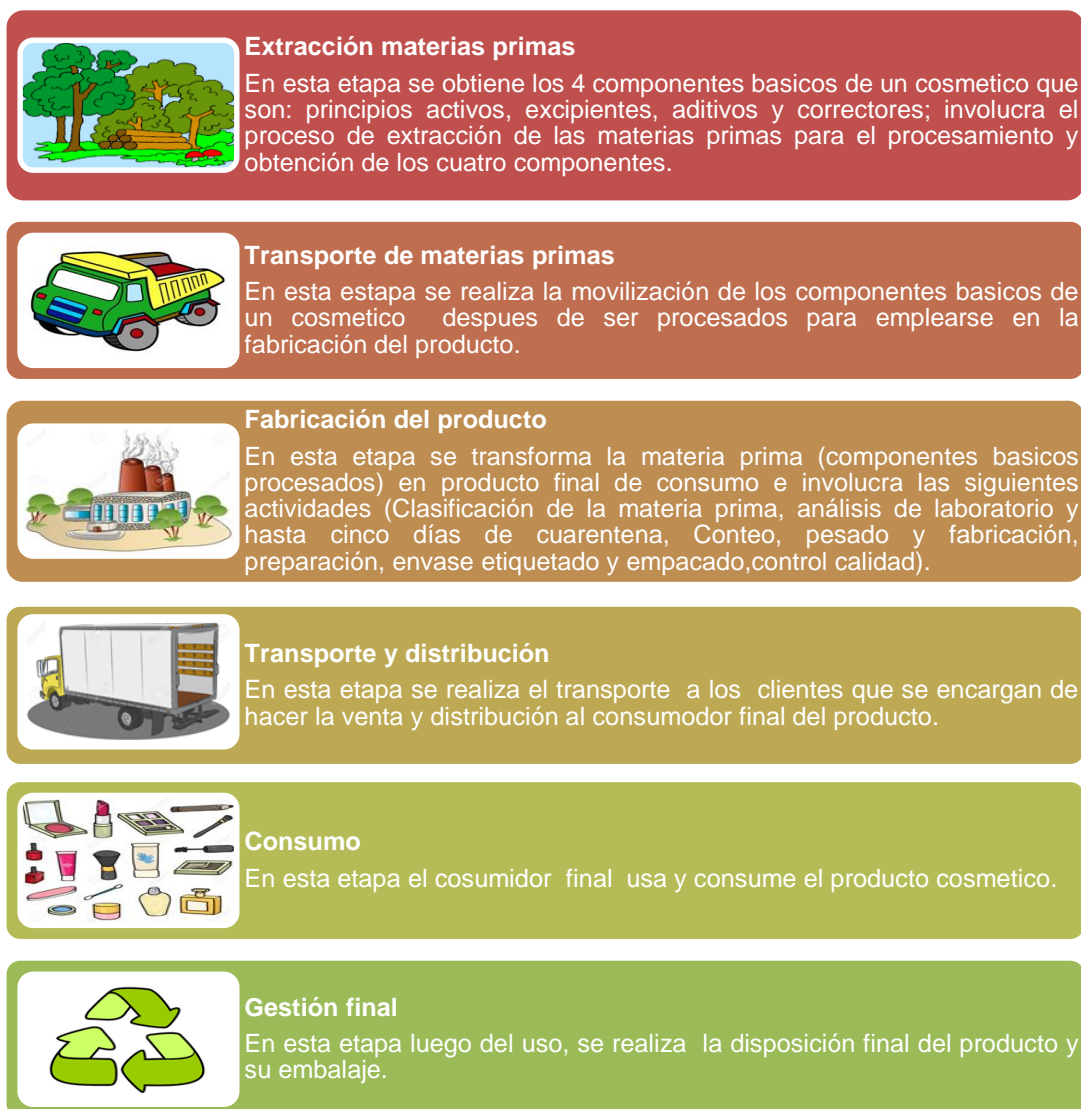 Extracción materias primas
En esta etapa se obtiene los 4 componentes basicos de un cosmetico que
son: principios activos, excipientes, aditivos y correctores; involucra el
proceso de extracción de las materias primas para el procesamiento y
obtención de los cuatro componentes.
Transporte de materias primas
En esta estapa se realiza la movilización de los componentes basicos de
un cosmetico despues de ser procesados para emplearse en la
fabricación del producto.
Fabricación del producto
En esta etapa se transforma la materia prima (componentes basicos
procesados) en producto final de consumo e involucra las siguientes
actividades (Clasificación de la materia prima, análisis de laboratorio y
hasta cinco días de cuarentena, Conteo, pesado y fabricación,
preparación, envase etiquetado y empacado,control calidad).
Transporte y distribución
En esta etapa se realiza el transporte a los clientes que se encargan de
hacer la venta y distribución al consumodor final del producto.
Consumo
En esta etapa el cosumidor final usa y consume el producto cosmetico.
Gestión final
En esta etapa luego del uso, se realiza la disposición final del producto y
su embalaje.